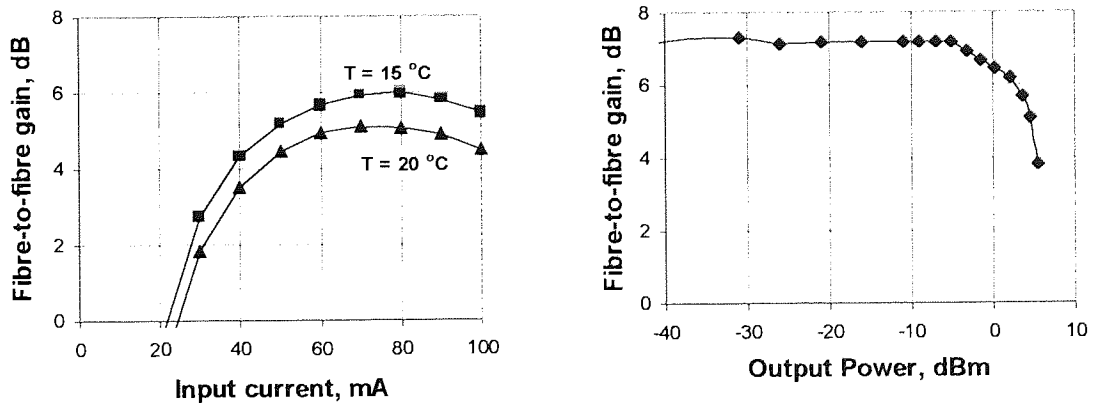 Fibre-to-fibre gain, dB
8
6
4
2
0
T = 15 °C
T = 20 °C
0 20 40 60 80 100
Input current, mA
Fibre-to-fibre gain, dB
8
6
4
2
0
-40 -30 -20 -10 0 10
Output Power, dBm